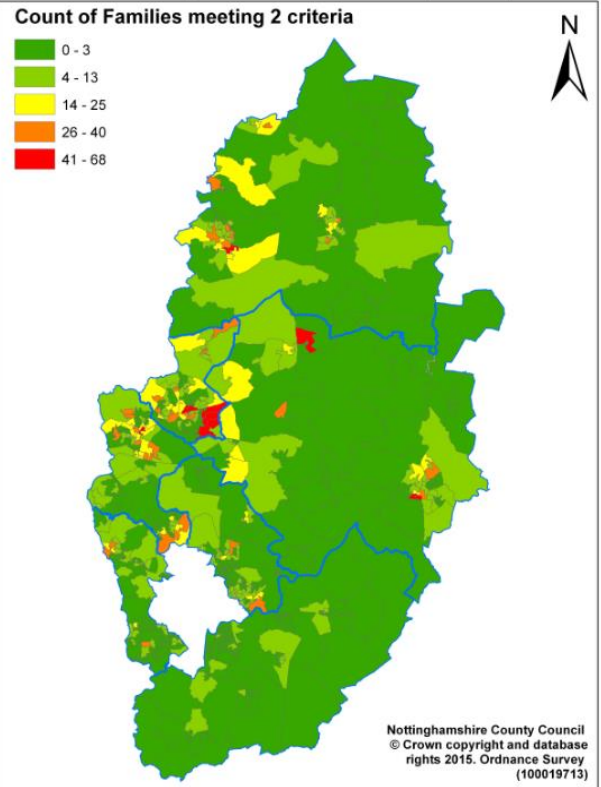 Count of Families meeting 2 criteria
N
0 - 3
4 - 13
14 - 25
26 - 40
41 - 68
Nottinghamshire County Council
© Crown copyright and database
rights 2015. Ordnance Survey
(100019713)